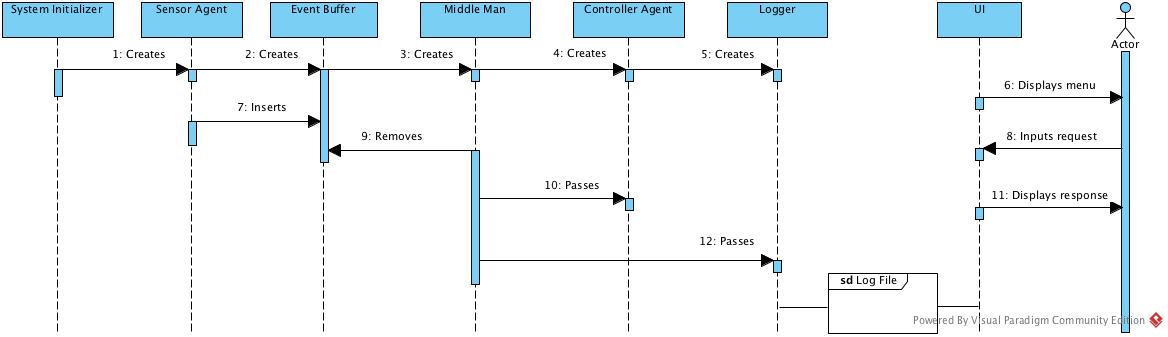 System Initializer
Sensor Agent
Event Buffer
Middle Man
Controller Agent
Logger
UI
Actor
1: Creates
2: Creates
3: Creates
4: Creates
5: Creates
6: Displays menu
7: Inserts
8: Inputs request
9: Removes
10: Passes
11: Displays response
12: Passes
sd Log File
Powered By Visual Paradigm Community Edition